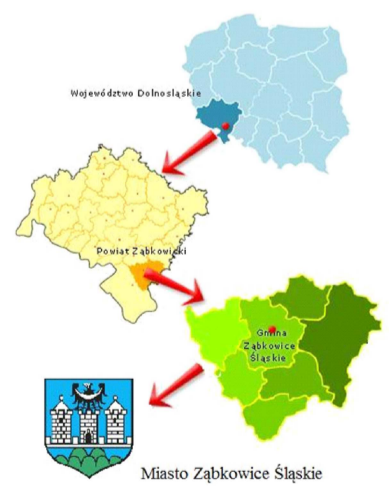 Województwo Dolnośląskie
Powiat Ząbkowicki
Gmina
Ząbkowice
Śląskie
Miasto Ząbkowice Śląskie